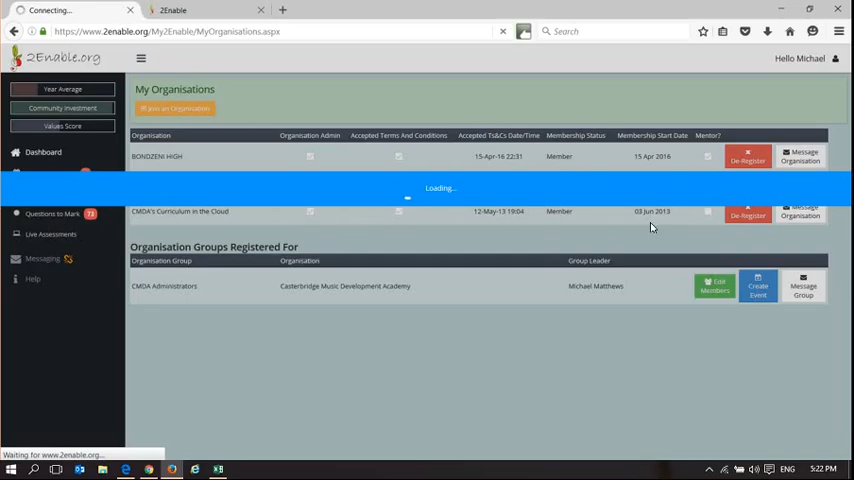 Connecting...
2Enable
https://www.2enable.org/My2Enable/MyOrganisations.aspx
Search
2Enable.org
Hello Michael
Year Average
Community Investment
Values Score
Dashboard
Questions to Mark 73
Live Assessments
Messaging
Help
My Organisations
Join an Organisation
Organisation Organisation Admin Accepted Terms And Conditions Accepted Ts&Cs Date/Time Membership Status Membership Start Date Mentor?
BONDZENI HIGH 15-Apr-16 22:31 Member 15 Apr 2016 De-Register Message Organisation
Loading...
CMDA's Curriculum in the Cloud 12-May-13 19:04 Member 03 Jun 2013 De-Register Message Organisation
Organisation Groups Registered For
Organisation Group Organisation Group Leader
CMDA Administrators Casterbridge Music Development Academy Michael Matthews Edit Members Create Event Message Group
Waiting for www.2enable.org...
ENG 5:22 PM